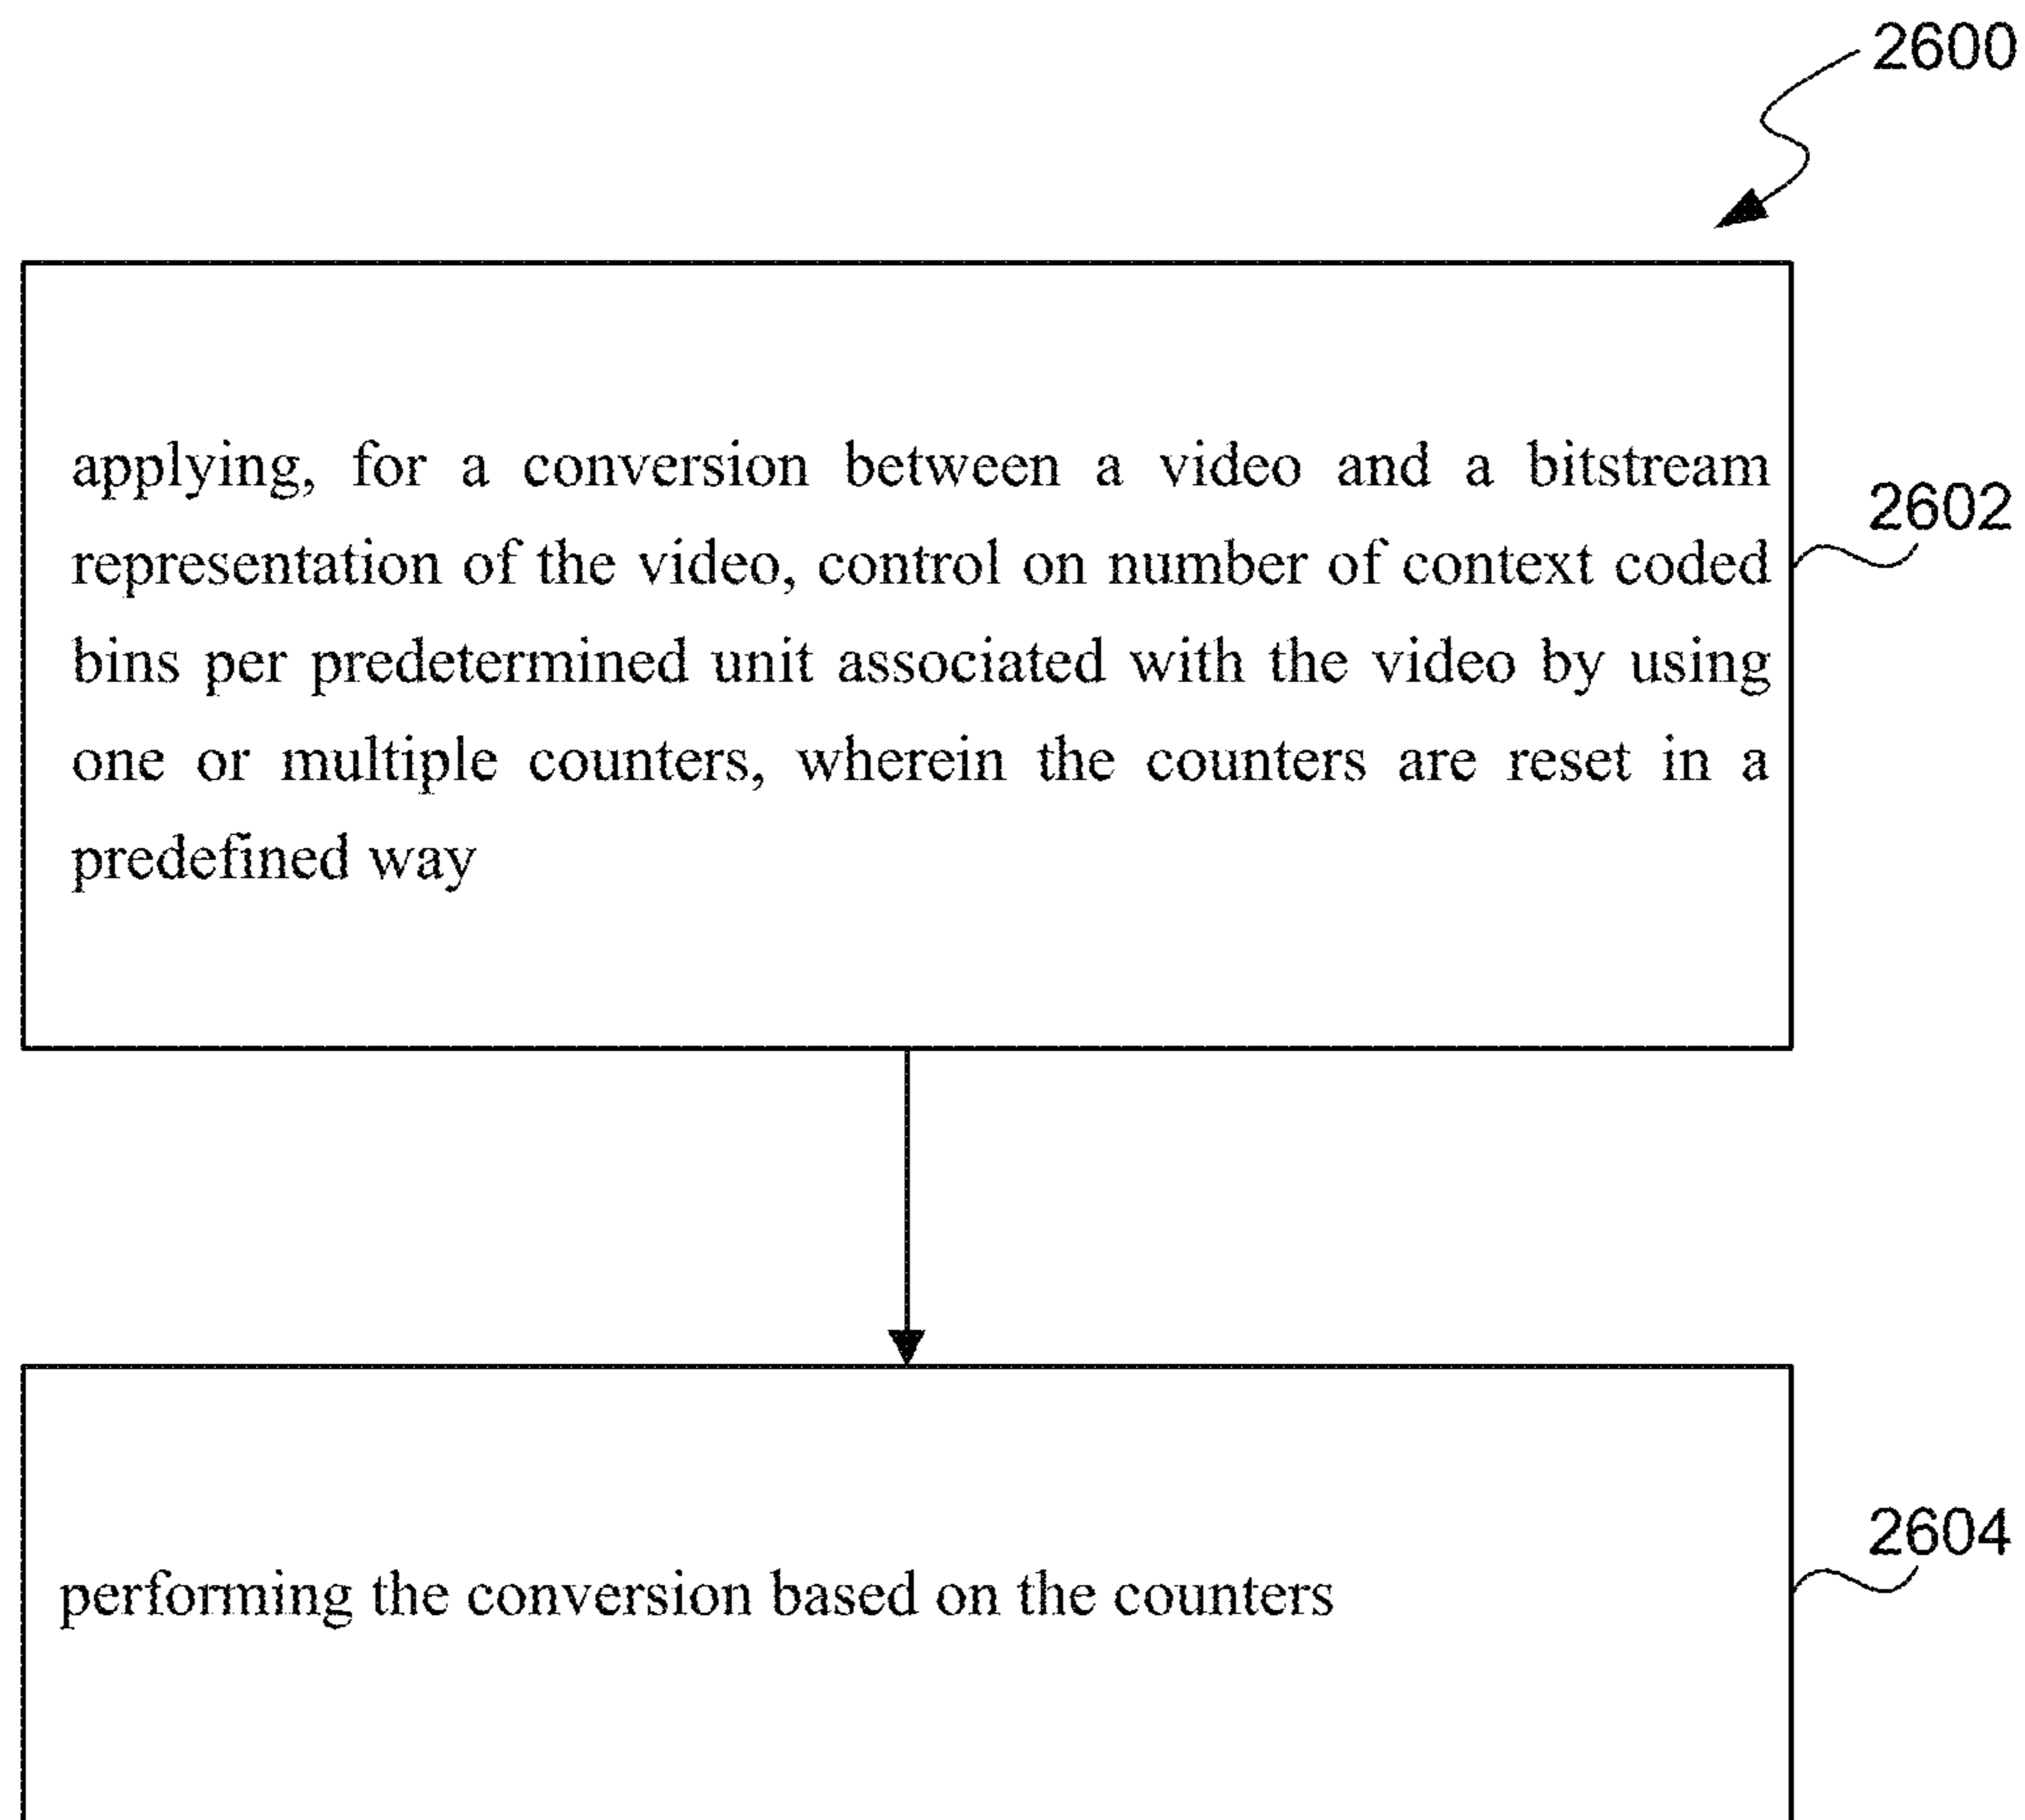 2600
applying, for a conversion between a video and a bitstream
representation of the video, control on number of context coded
bins per predetermined unit associated with the video by using
one or multiple counters, wherein the counters are reset in a
predefined way
2602
performing the conversion based on the counters
2604